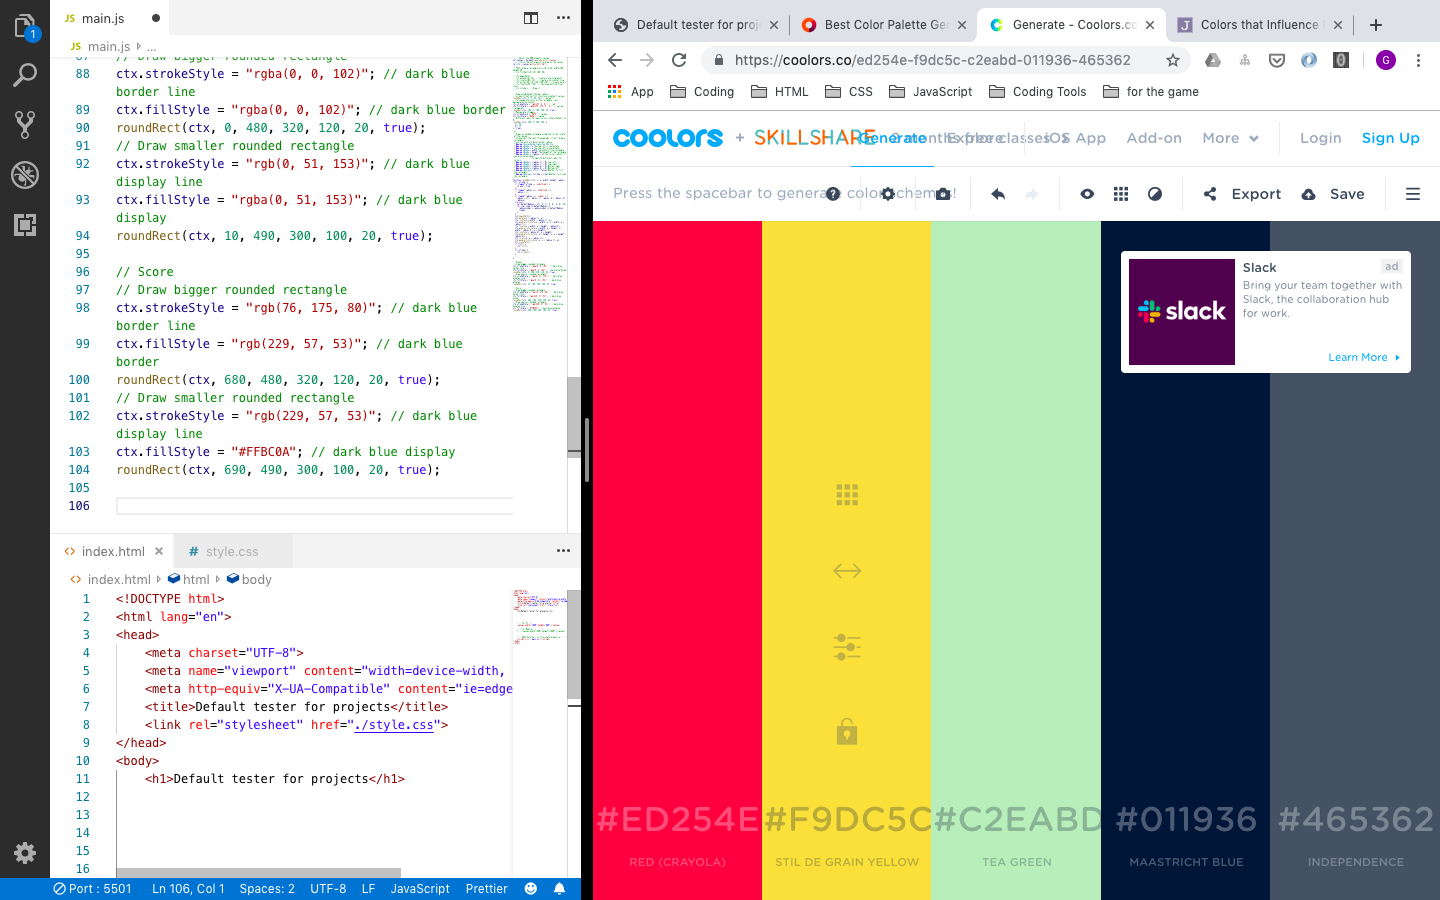 1
JS main.js
JS main.js ...
87 // Draw bigger rounded rectangle
88 ctx.strokeStyle = "rgba(0, 0, 102)"; // dark blue
border line
89 ctx.fillStyle = "rgba(0, 0, 102)"; // dark blue border
90 roundRect(ctx, 0, 480, 320, 120, 20, true);
91 // Draw smaller rounded rectangle
92 ctx.strokeStyle = "rgb(0, 51, 153)"; // dark blue
display line
93 ctx.fillStyle = "rgba(0, 51, 153)"; // dark blue
display
94 roundRect(ctx, 10, 490, 300, 100, 20, true);
95
96 // Score
97 // Draw bigger rounded rectangle
98 ctx.strokeStyle = "rgb(76, 175, 80)"; // dark blue
border line
99 ctx.fillStyle = "rgb(229, 57, 53)"; // dark blue
border
100 roundRect(ctx, 680, 480, 320, 120, 20, true);
101 // Draw smaller rounded rectangle
102 ctx.strokeStyle = "rgb(229, 57, 53)"; // dark blue
display line
103 ctx.fillStyle = "#FFBC0A"; // dark blue display
104 roundRect(ctx, 690, 490, 300, 100, 20, true);
105
106
index.html # style.css
index.html html body
1 <!DOCTYPE html>
2 <html lang="en">
3 <head>
4 <meta charset="UTF-8">
5 <meta name="viewport" content="width=device-width,
6 <meta http-equiv="X-UA-Compatible" content="ie=edge
7 <title>Default tester for projects</title>
8 <link rel="stylesheet" href="./style.css">
9 </head>
10 <body>
11 <h1>Default tester for projects</h1>
12
13
14
15
16
Port : 5501 Ln 106, Col 1 Spaces: 2 UTF-8 LF JavaScript Prettier
Default tester for proj
Best Color Palette Ge
Generate - Coolors.co
Colors that Influence
https://coolors.co/ed254e-f9dc5c-c2eabd-011936-465362
G
App Coding HTML CSS JavaScript Coding Tools for the game
coolors + SKILLSHARE Generate Explore iOS App Add-on More Login Sign Up
Press the spacebar to generate color schemes! Export Save
slack
Slack
ad
Bring your team together with
Slack, the collaboration hub
for work.
Learn More
#ED254E #F9DC5C #C2EABD #011936 #465362
RED (CRAYOLA) STIL DE GRAIN YELLOW TEA GREEN MAASTRICHT BLUE INDEPENDENCE